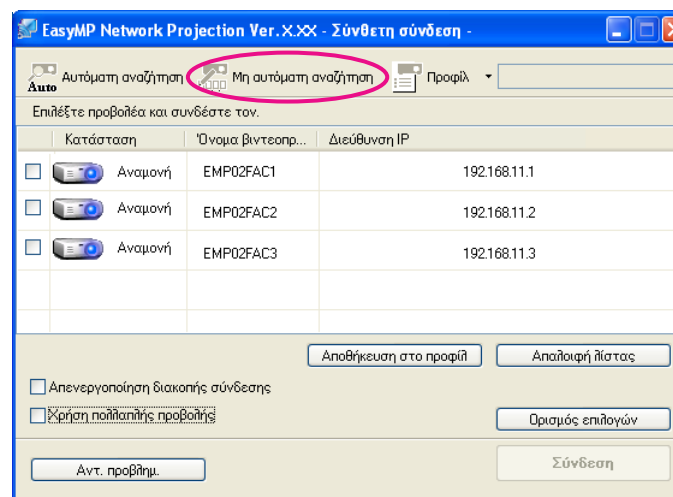 EasyMP Network Projection Ver.X.XX - Σύνθετη σύνδεση -
Auto Αυτόματη αναζήτηση Μη αυτόματη αναζήτηση Προφίλ
Επιλέξτε προβολέα και συνδέστε τον.
Κατάσταση Όνομα βιντεοπρ... Διεύθυνση IP
Αναμονή EMP02FAC1 192.168.11.1
Αναμονή EMP02FAC2 192.168.11.2
Αναμονή EMP02FAC3 192.168.11.3
Αποθήκευση στο προφίλ Απαλοιφή λίστας
Απενεργοποίηση διακοπής σύνδεσης
Χρήση πολλαπλής προβολής
Ορισμός επιλογών
Αντ. προβλημ. Σύνδεση